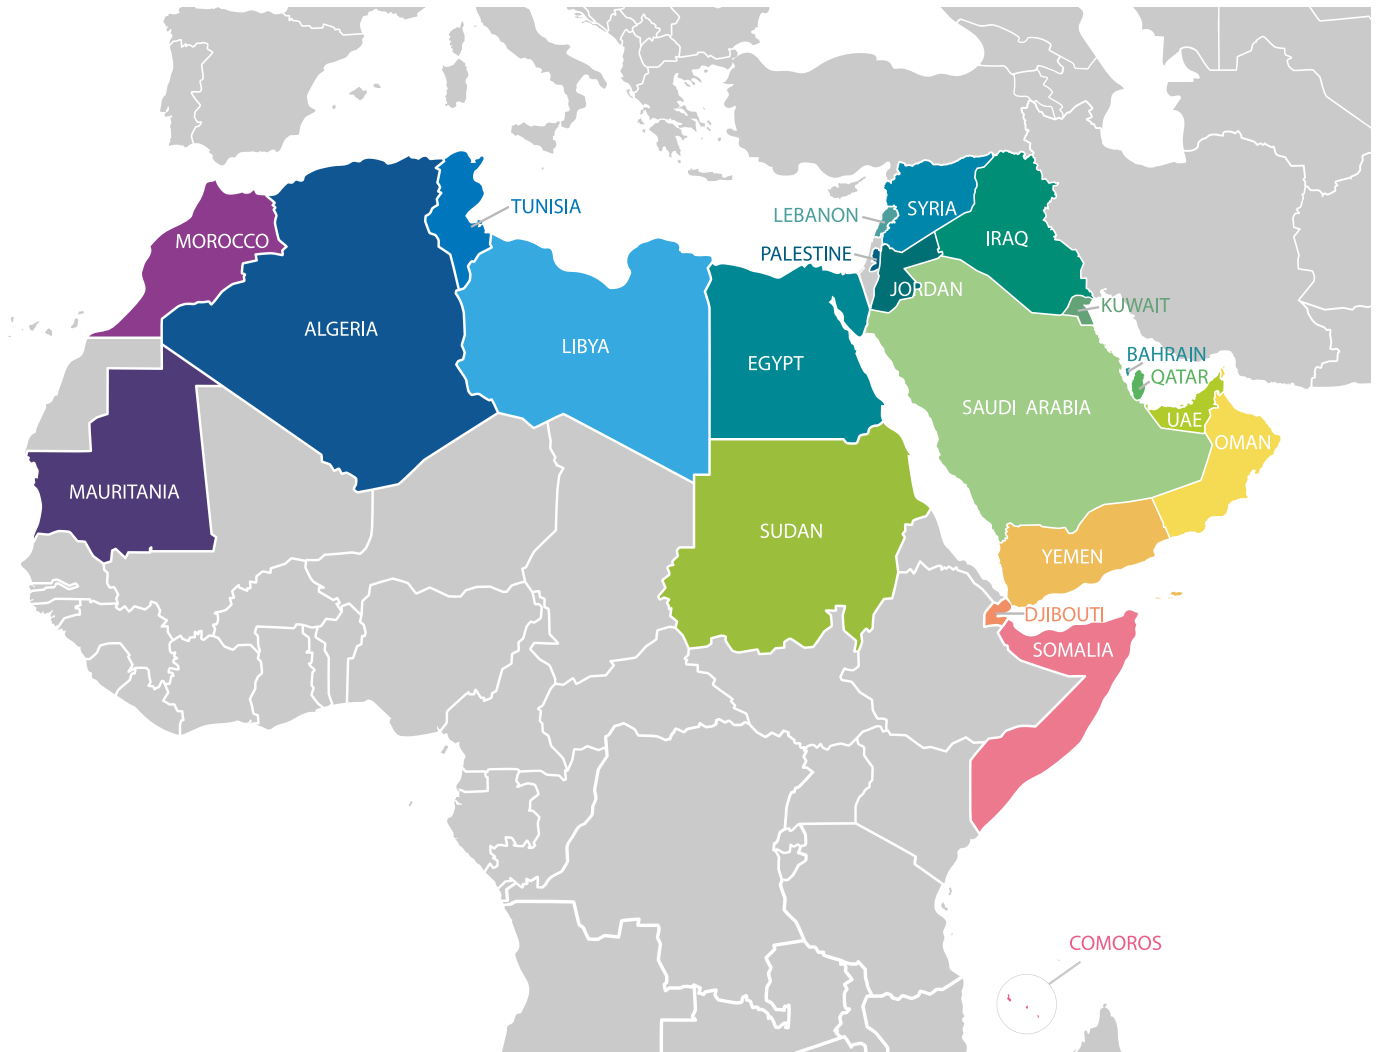 TUNISIA
SYRIA
LEBANON
MOROCCO
IRAQ
PALESTINE
JORDAN
KUWAIT
ALGERIA
LIBYA
BAHRAIN
EGYPT
QATAR
SAUDI ARABIA
UAE
OMAN
MAURITANIA
SUDAN
YEMEN
DJIBOUTI
SOMALIA
COMOROS